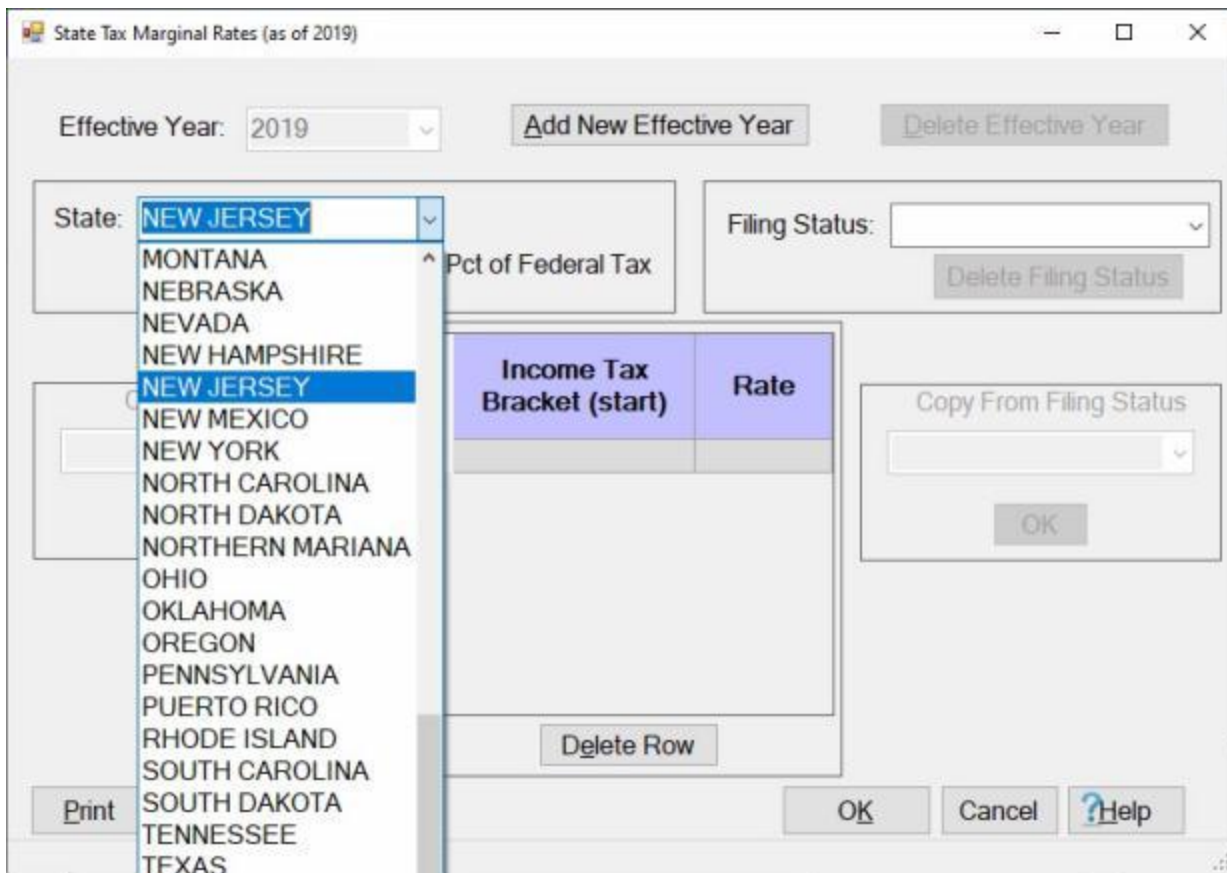 State Tax Marginal Rates (as of 2019)
Effective Year: 2019 Add New Effective Year Delete Effective Year
State: NEW JERSEY
Filing Status:
Pct of Federal Tax
Delete Filing Status
MONTANA
NEBRASKA
NEVADA
NEW HAMPSHIRE
NEW JERSEY
NEW MEXICO
NEW YORK
NORTH CAROLINA
NORTH DAKOTA
NORTHERN MARIANA
OHIO
OKLAHOMA
OREGON
PENNSYLVANIA
PUERTO RICO
RHODE ISLAND
SOUTH CAROLINA
SOUTH DAKOTA
TENNESSEE
TEXAS
Income Tax
Bracket (start)
Rate
Copy From Filing Status
OK
Delete Row
Print OK Cancel ?Help